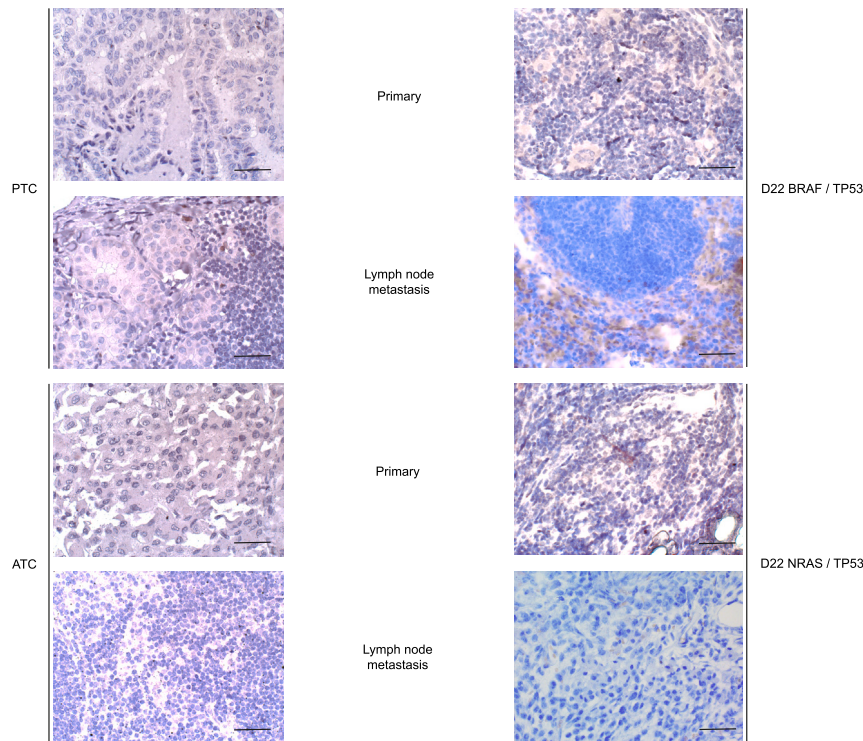 Primary
PTC
D22 BRAF / TP53
Lymph node
metastasis
Primary
ATC
D22 NRAS / TP53
Lymph node
metastasis